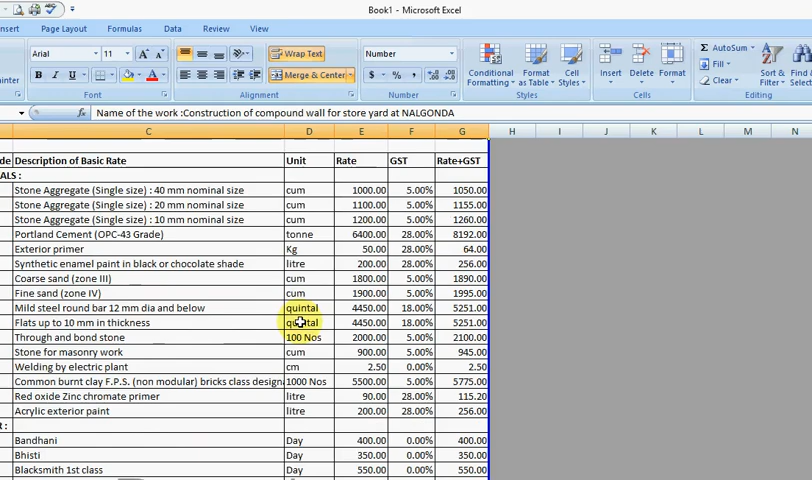 Book1 - Microsoft Excel
nsert Page Layout Formulas Data Review View
Arial 11 Wrap Text Number AutoSum
Fill
ainter B I U A Merge & Center $ % , Conditional Formatting Format as Table Cell Styles Insert Delete Format Clear Sort & Filter Find & Selec
Font Alignment Number Styles Cells Editing
fx Name of the work :Construction of compound wall for store yard at NALGONDA
C D E F G H I J K L M N
de Description of Basic Rate Unit Rate GST Rate+GST
ALS :
Stone Aggregate (Single size) : 40 mm nominal size cum 1000.00 5.00% 1050.00
Stone Aggregate (Single size) : 20 mm nominal size cum 1100.00 5.00% 1155.00
Stone Aggregate (Single size) : 10 mm nominal size cum 1200.00 5.00% 1260.00
Portland Cement (OPC-43 Grade) tonne 6400.00 28.00% 8192.00
Exterior primer Kg 50.00 28.00% 64.00
Synthetic enamel paint in black or chocolate shade litre 200.00 28.00% 256.00
Coarse sand (zone III) cum 1800.00 5.00% 1890.00
Fine sand (zone IV) cum 1900.00 5.00% 1995.00
Mild steel round bar 12 mm dia and below quintal 4450.00 18.00% 5251.00
Flats up to 10 mm in thickness quintal 4450.00 18.00% 5251.00
Through and bond stone 100 Nos 2000.00 5.00% 2100.00
Stone for masonry work cum 900.00 5.00% 945.00
Welding by electric plant cm 2.50 0.00% 2.50
Common burnt clay F.P.S. (non modular) bricks class design 1000 Nos 5500.00 5.00% 5775.00
Red oxide Zinc chromate primer litre 90.00 28.00% 115.20
Acrylic exterior paint litre 200.00 28.00% 256.00
R :
Bandhani Day 400.00 0.00% 400.00
Bhisti Day 350.00 0.00% 350.00
Blacksmith 1st class Day 550.00 0.00% 550.00